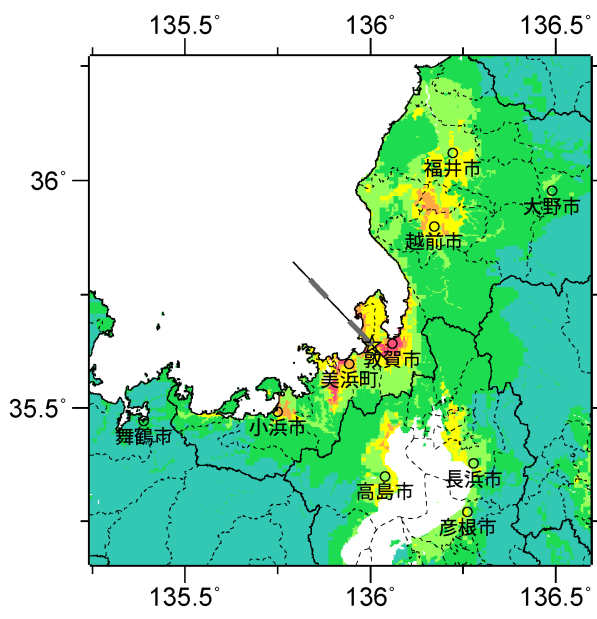 135.5° 136° 136.5°
36°
福井市
大野市
越前市
敦賀市
美浜町
35.5°
小浜市
舞鶴市
長浜市
高島市
彦根市
135.5° 136° 136.5°